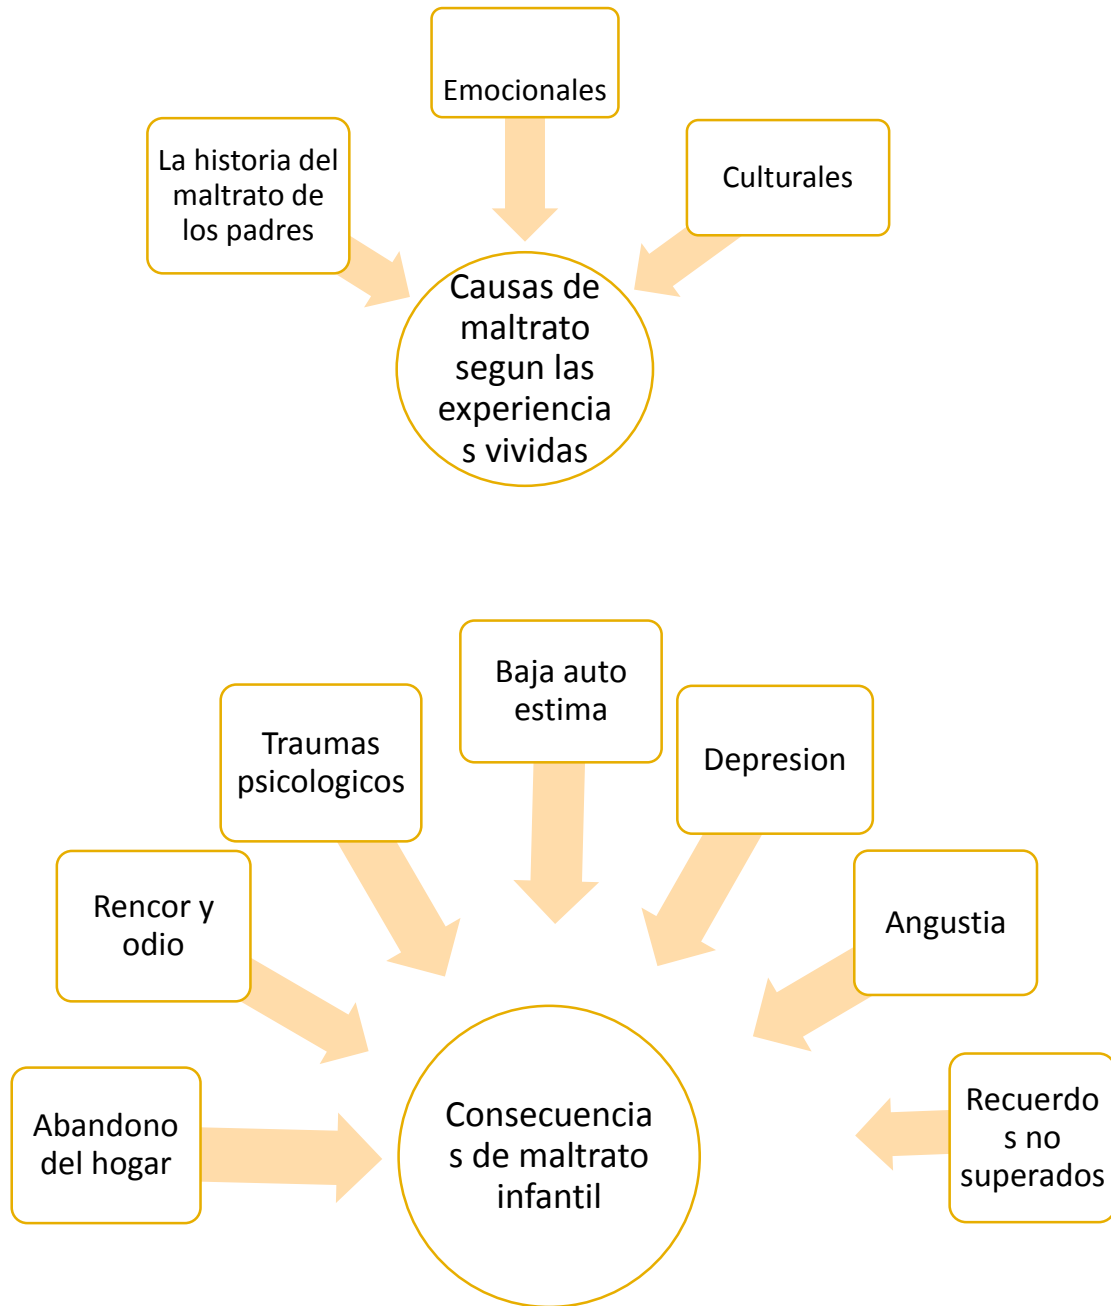 Emocionales
La historia del
maltrato de
los padres
Culturales
Causas de
maltrato
segun las
experiencia
s vividas
Baja auto
estima
Traumas
psicologicos
Depresion
Rencor y
odio
Angustia
Abandono
del hogar
Consecuencia
s de maltrato
infantil
Recuerdo
s no
superados